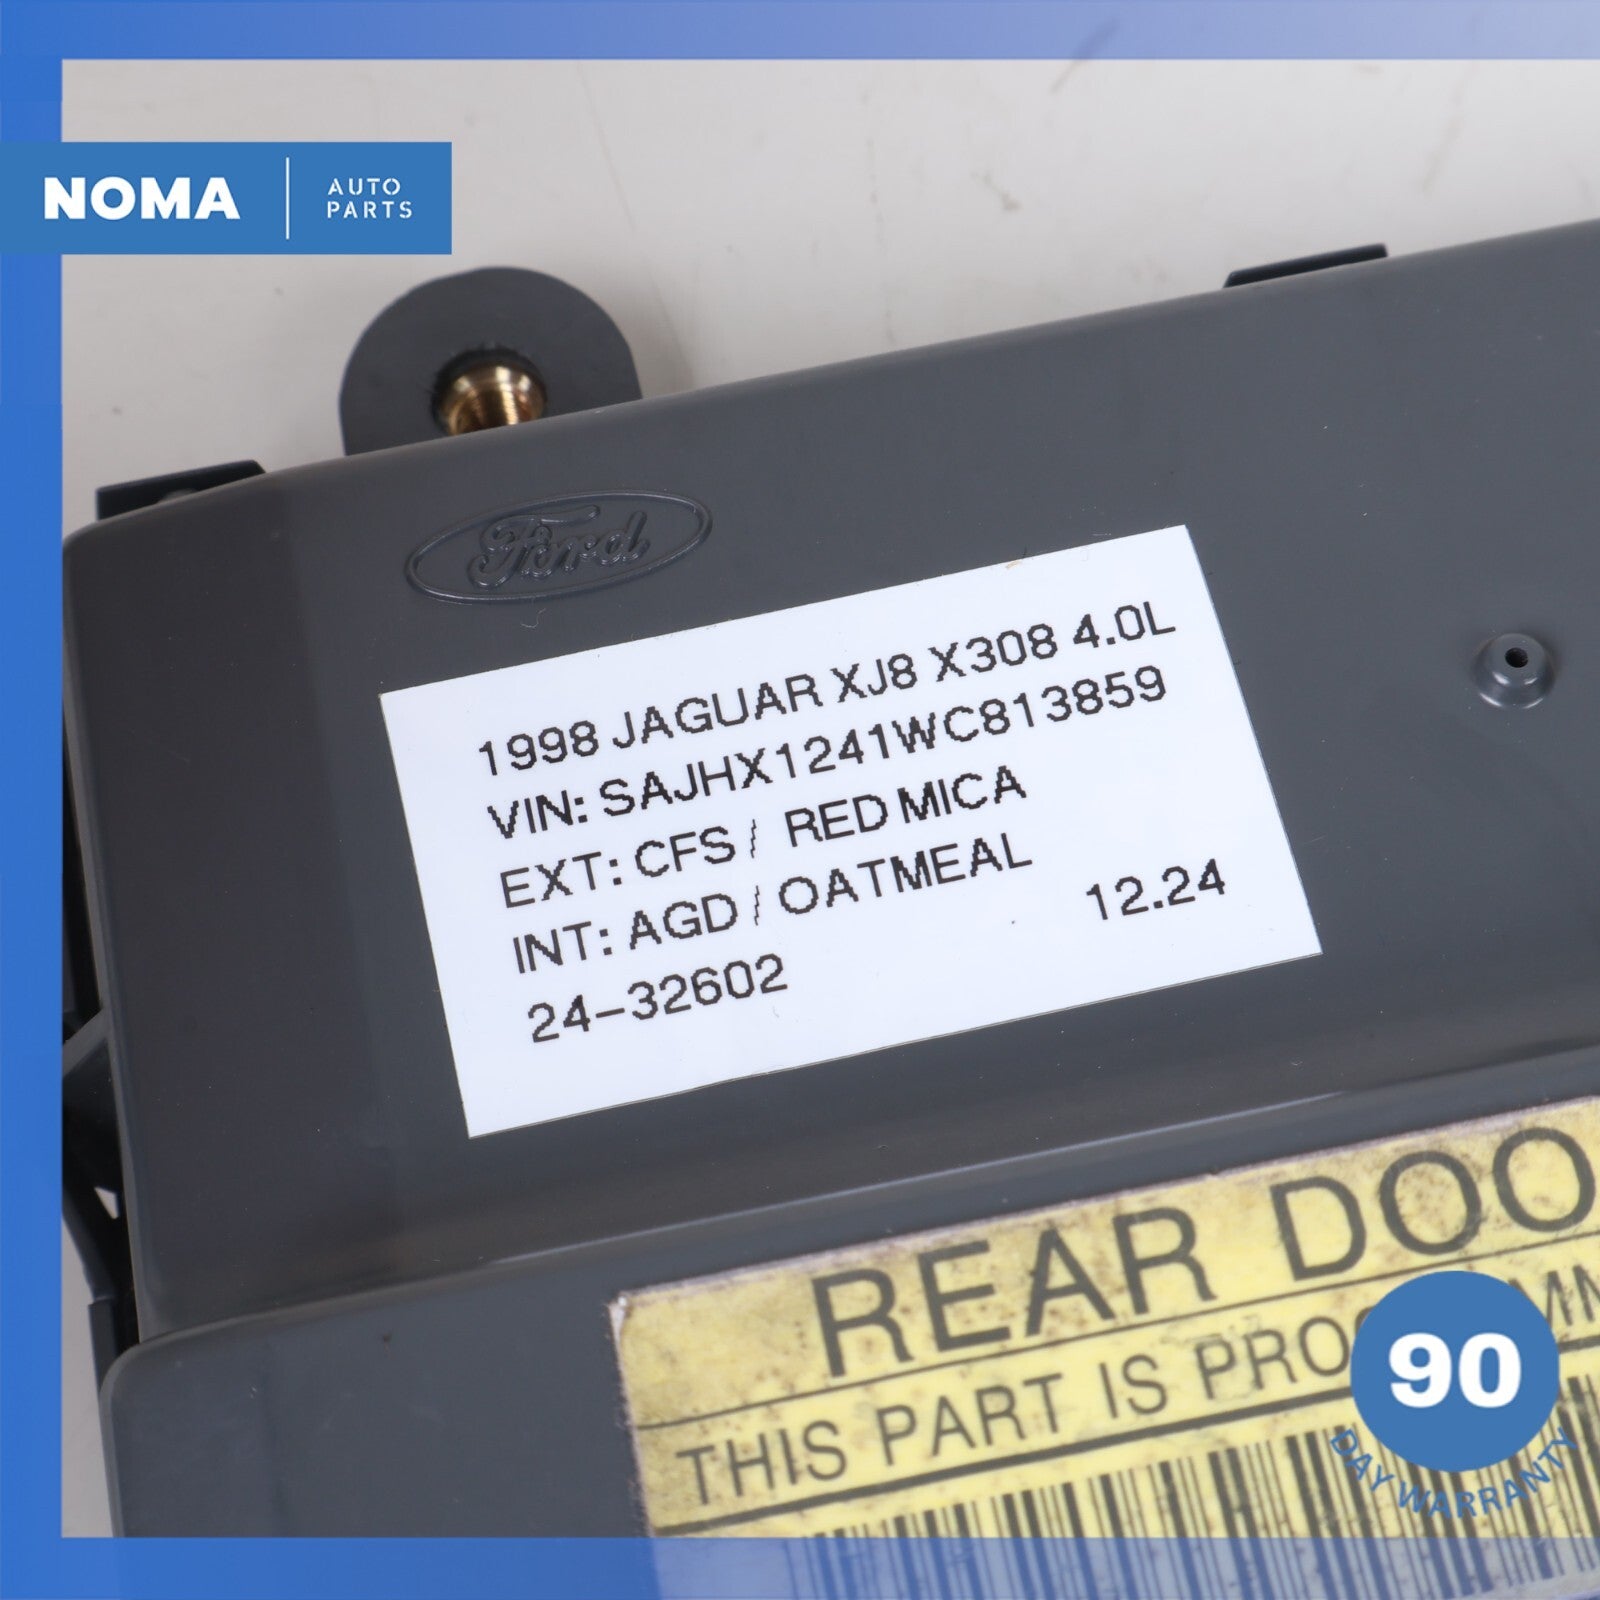 NOMA
AUTO
PARTS
Ford
1998 JAGUAR XJ8 X308 4.0L
VIN: SAJHX1241WC813859
EXT: CFS/ RED MICA
INT: AGD/OATMEAL
12.24
24-32602
REAR DOO
THIS PART IS
90
DAY WARRANTY